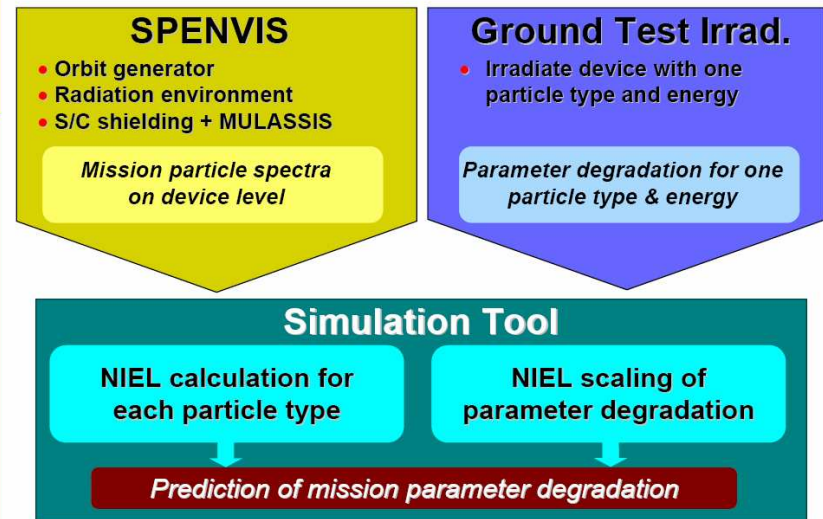 SPENVIS
• Orbit generator
• Radiation environment
• S/C shielding + MULASSIS
Mission particle spectra
on device level
Ground Test Irrad.
• Irradiate device with one
particle type and energy
Parameter degradation for one
particle type & energy
Simulation Tool
NIEL calculation for
each particle type
NIEL scaling of
parameter degradation
Prediction of mission parameter degradation